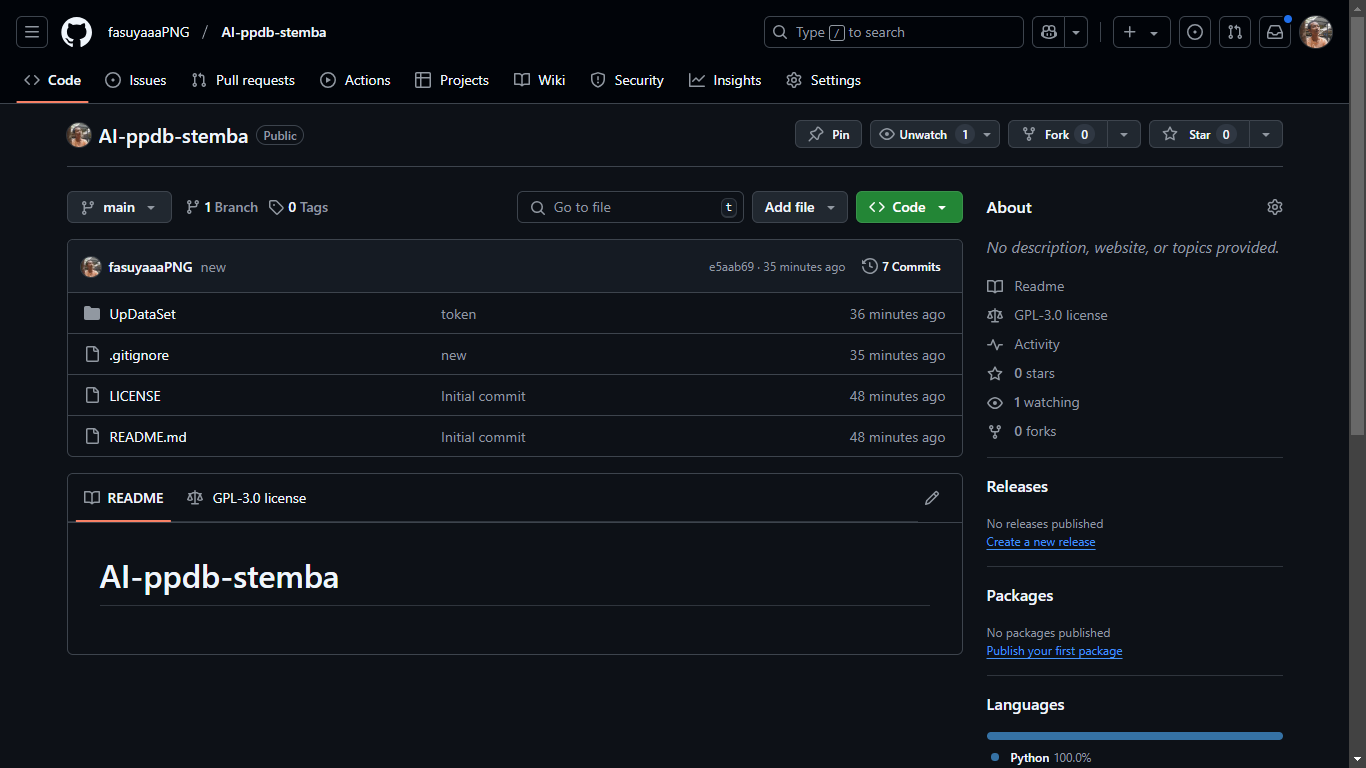 fasuyaaaPNG / AI-ppdb-stemba
Type / to search
Code Issues Pull requests Actions Projects Wiki Security Insights Settings
AI-ppdb-stemba Public
Pin Unwatch 1 Fork 0 Star 0
main 1 Branch 0 Tags Go to file t Add file Code
fasuyaaaPNG new e5aab69 · 35 minutes ago 7 Commits
UpDataSet token 36 minutes ago
.gitignore new 35 minutes ago
LICENSE Initial commit 48 minutes ago
README.md Initial commit 48 minutes ago
README GPL-3.0 license
AI-ppdb-stemba
About
No description, website, or topics provided.
Readme
GPL-3.0 license
Activity
0 stars
1 watching
0 forks
Releases
No releases published
Create a new release
Packages
No packages published
Publish your first package
Languages
Python 100.0%